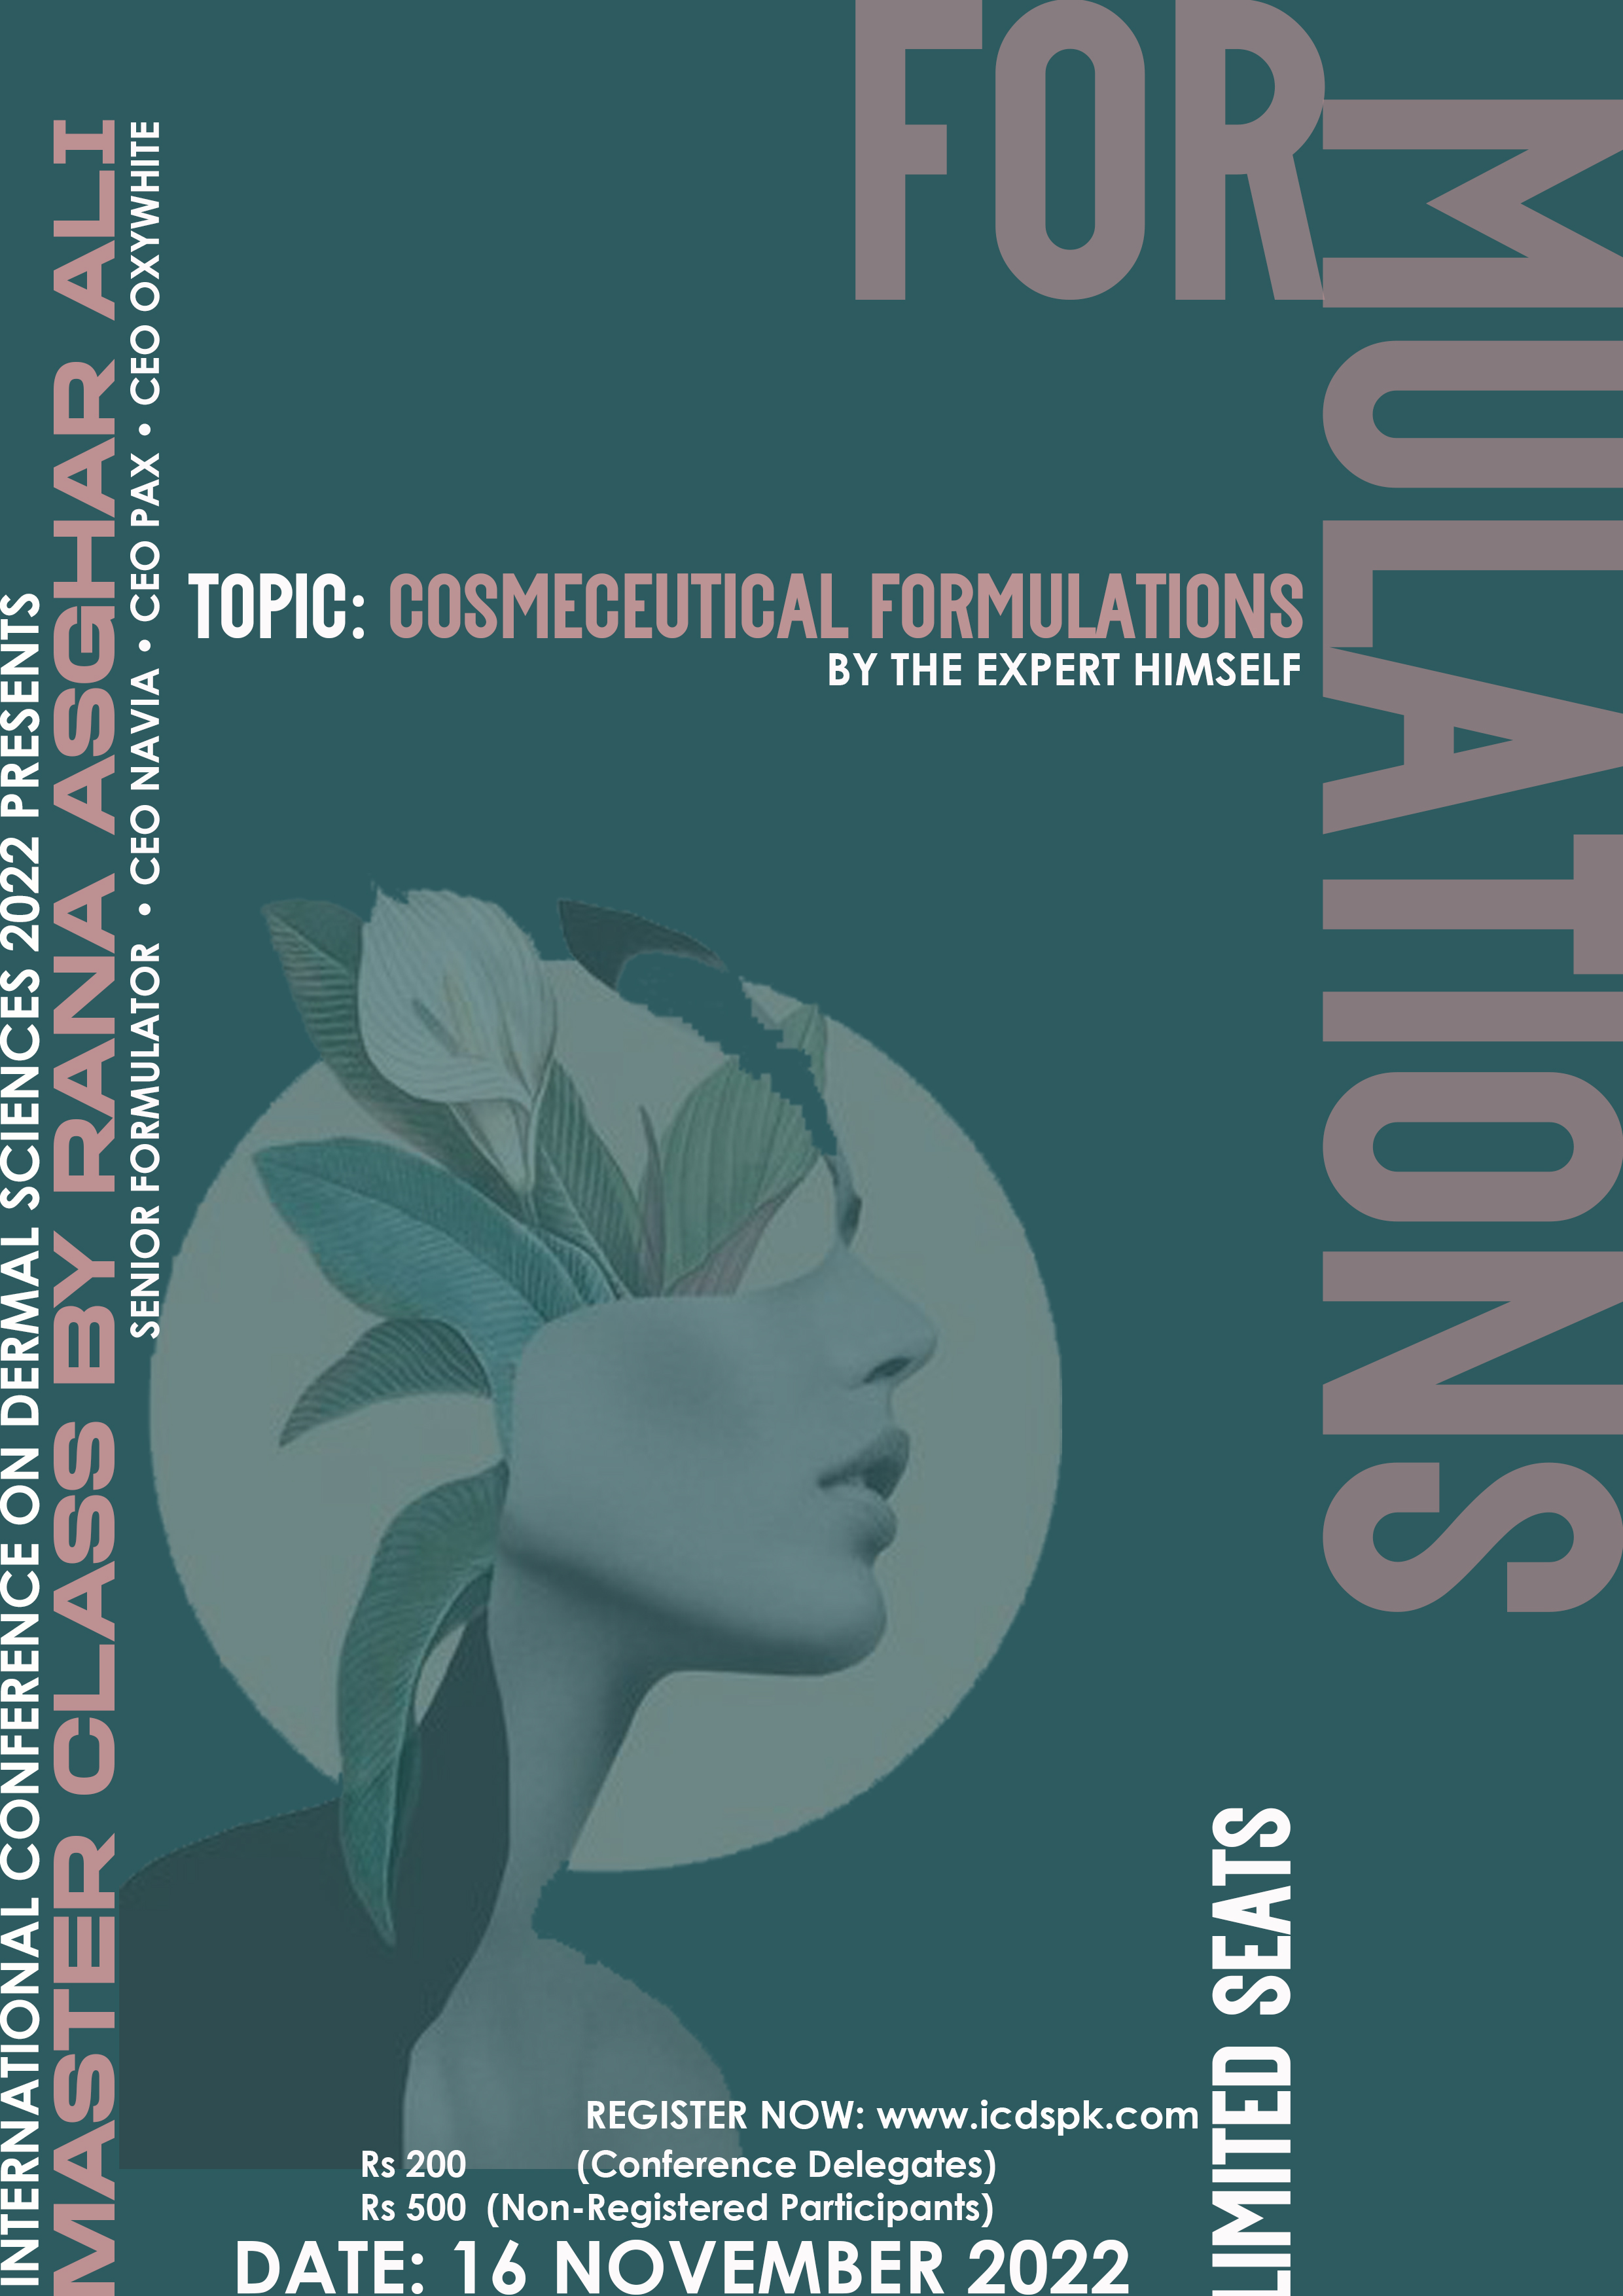 FORMULATIONS
INTERNATIONAL CONFERENCE ON DERMAL SCIENCES 2022 PRESENTS
MASTER CLASS BY RANA ASGHAR ALI
SENIOR FORMULATOR • CEO NAVIA • CEO PAX • CEO OXYWHITE
TOPIC: COSMECEUTICAL FORMULATIONS
BY THE EXPERT HIMSELF
LIMITED SEATS
REGISTER NOW: www.icdspk.com
Rs 200 (Conference Delegates)
Rs 500 (Non-Registered Participants)
DATE: 16 NOVEMBER 2022